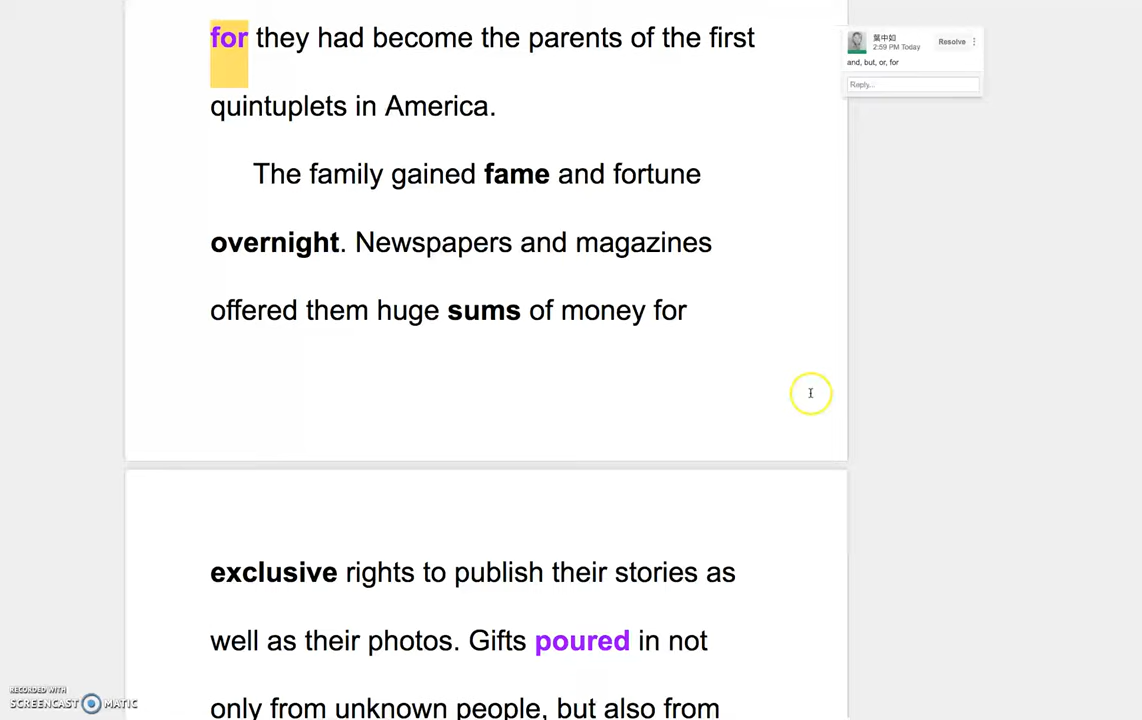 for they had become the parents of the first
quintuplets in America.
The family gained fame and fortune
overnight. Newspapers and magazines
offered them huge sums of money for
exclusive rights to publish their stories as
well as their photos. Gifts poured in not
only from unknown people, but also from
葉中如
2:59 PM Today
Resolve
and, but, or, for
Reply...
RECORDED WITH
SCREENCAST MATIC